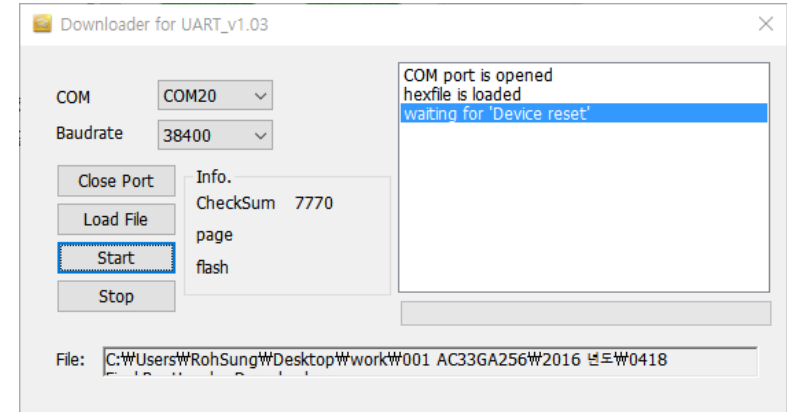 Downloader for UART_v1.03
COM
COM20
Baudrate
38400
Close Port
Load File
Start
Stop
Info.
CheckSum 7770
page
flash
COM port is opened
hexfile is loaded
waiting for 'Device reset'
File:
C:₩Users₩RohSung₩Desktop₩work₩001 AC33GA256₩2016 년도₩0418